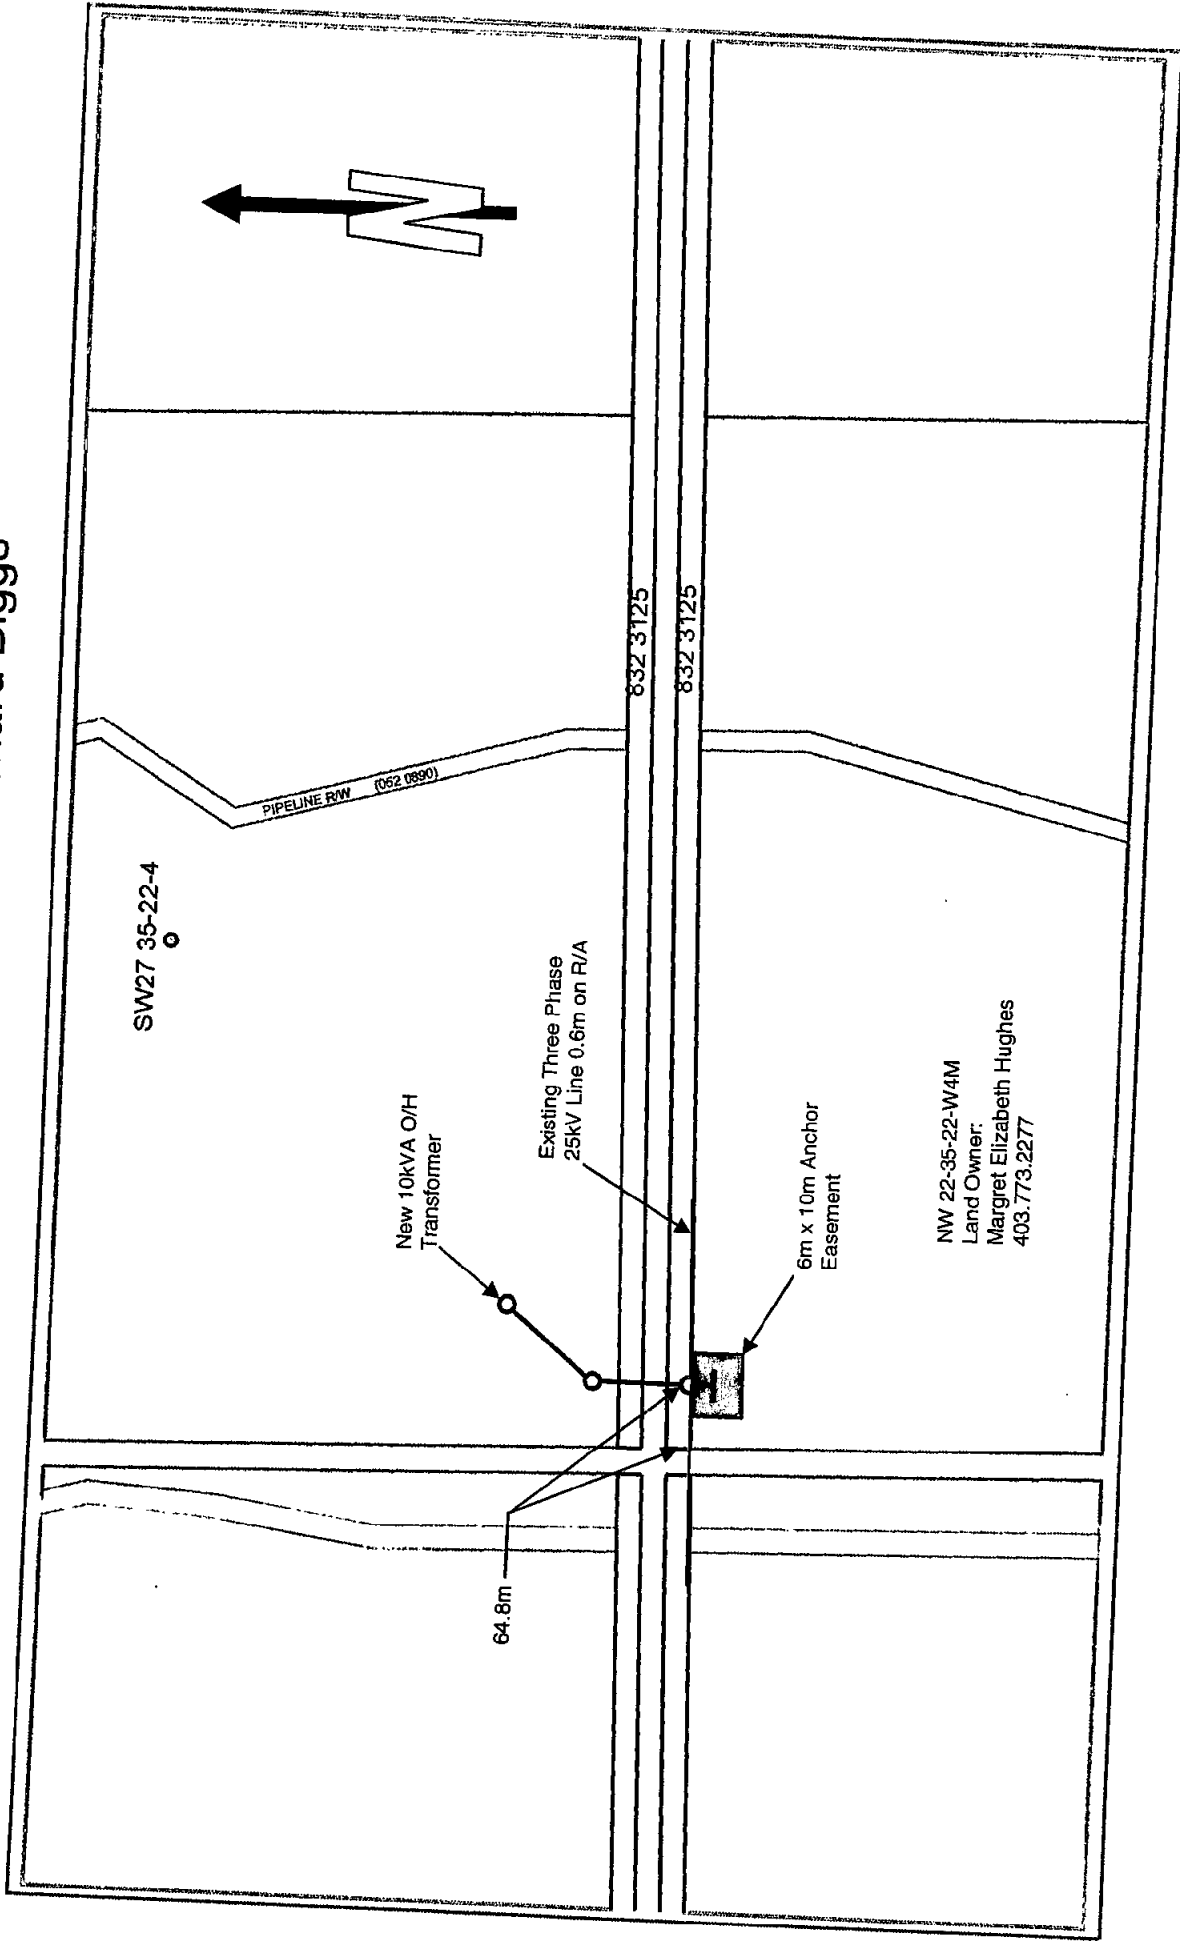 SW27 35-22-4
New 10kVA O/H
Transformer
PIPELINE R/W (052 0890)
Existing Three Phase
25kV Line 0.6m on R/A
64.8m
832 3125
832 3125
6m x 10m Anchor
Easement
NW 22-35-22-W4M
Land Owner:
Margret Elizabeth Hughes
403.773.2277
N